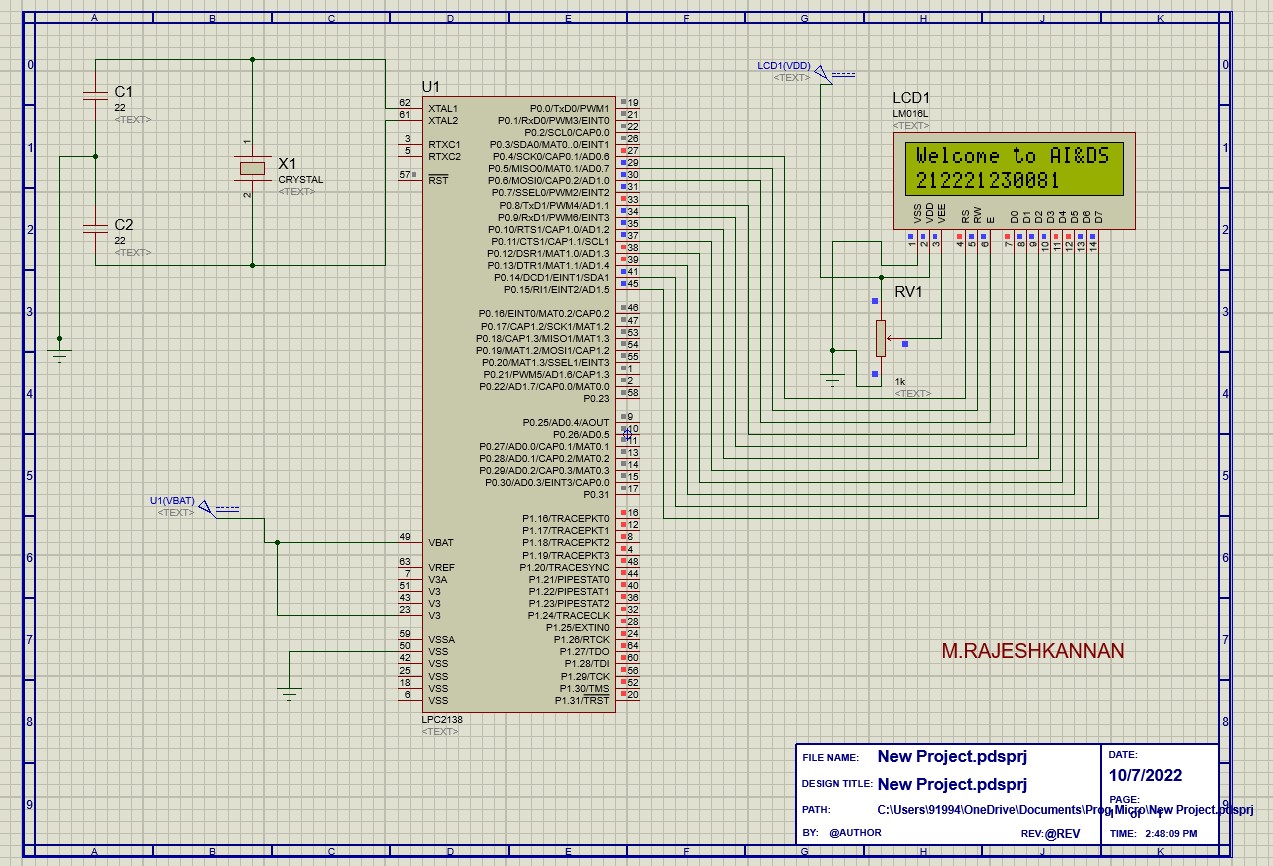 A B C D E F G H J K
0 0
1 1
2 2
3 3
4 4
5 5
6 6
7 7
8 8
9 9
C1
22
<TEXT>
C2
22
<TEXT>
1
X1
CRYSTAL
<TEXT>
2
U1
62 XTAL1
61 XTAL2
3 RTXC1
5 RTXC2
57 RST
49 VBAT
63 VREF
7 V3A
51 V3
43 V3
23 V3
59 VSSA
50 VSS
42 VSS
25 VSS
18 VSS
6 VSS
P0.0/TxD0/PWM1 19
P0.1/RxD0/PWM3/EINT0 21
P0.2/SCL0/CAP0.0 22
P0.3/SDA0/MAT0..0/EINT1 26
P0.4/SCK0/CAP0.1/AD0.6 27
P0.5/MISO0/MAT0.1/AD0.7 29
P0.6/MOSI0/CAP0.2/AD1.0 30
P0.7/SSEL0/PWM2/EINT2 31
P0.8/TxD1/PWM4/AD1.1 33
P0.9/RxD1/PWM6/EINT3 34
P0.10/RTS1/CAP1.0/AD1.2 35
P0.11/CTS1/CAP1.1/SCL1 37
P0.12/DSR1/MAT1.0/AD1.3 38
P0.13/DTR1/MAT1.1/AD1.4 39
P0.14/DCD1/EINT1/SDA1 41
P0.15/RI1/EINT2/AD1.5 45
P0.16/EINT0/MAT0.2/CAP0.2 46
P0.17/CAP1.2/SCK1/MAT1.2 47
P0.18/CAP1.3/MISO1/MAT1.3 53
P0.19/MAT1.2/MOSI1/CAP1.2 54
P0.20/MAT1.3/SSEL1/EINT3 55
P0.21/PWM5/AD1.6/CAP1.3 1
P0.22/AD1.7/CAP0.0/MAT0.0 2
P0.23 58
P0.25/AD0.4/AOUT 9
P0.26/AD0.5 10
P0.27/AD0.0/CAP0.1/MAT0.1 11
P0.28/AD0.1/CAP0.2/MAT0.2 13
P0.29/AD0.2/CAP0.3/MAT0.3 14
P0.30/AD0.3/EINT3/CAP0.0 15
P0.31 17
P1.16/TRACEPKT0 16
P1.17/TRACEPKT1 12
P1.18/TRACEPKT2 8
P1.19/TRACEPKT3 4
P1.20/TRACESYNC 48
P1.21/PIPESTAT0 44
P1.22/PIPESTAT1 40
P1.23/PIPESTAT2 36
P1.24/TRACECLK 32
P1.25/EXTIN0 28
P1.26/RTCK 24
P1.27/TDO 64
P1.28/TDI 60
P1.29/TCK 56
P1.30/TMS 52
P1.31/TRST 20
LPC2138
<TEXT>
U1(VBAT)
<TEXT>
LCD1(VDD)
<TEXT>
LCD1
LM016L
<TEXT>
Welcome to AI&DS
212221230081
VSS VDD VEE RS RW E D0 D1 D2 D3 D4 D5 D6 D7
1 2 3 4 5 6 7 8 9 10 11 12 13 14
RV1
1k
<TEXT>
M.RAJESHKANNAN
FILE NAME: New Project.pdsprj
DESIGN TITLE: New Project.pdsprj
PATH: C:\Users\91994\OneDrive\Documents\Prog Micro\New Project.pdsprj
BY: @AUTHOR REV:@REV
DATE:
10/7/2022
PAGE:
TIME: 2:48:09 PM
A B C D E F G H J K